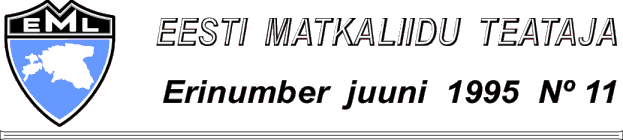 EML
EESTI MATKALIIDU TEATAJA
Erinumber juuni 1995 Nº 11